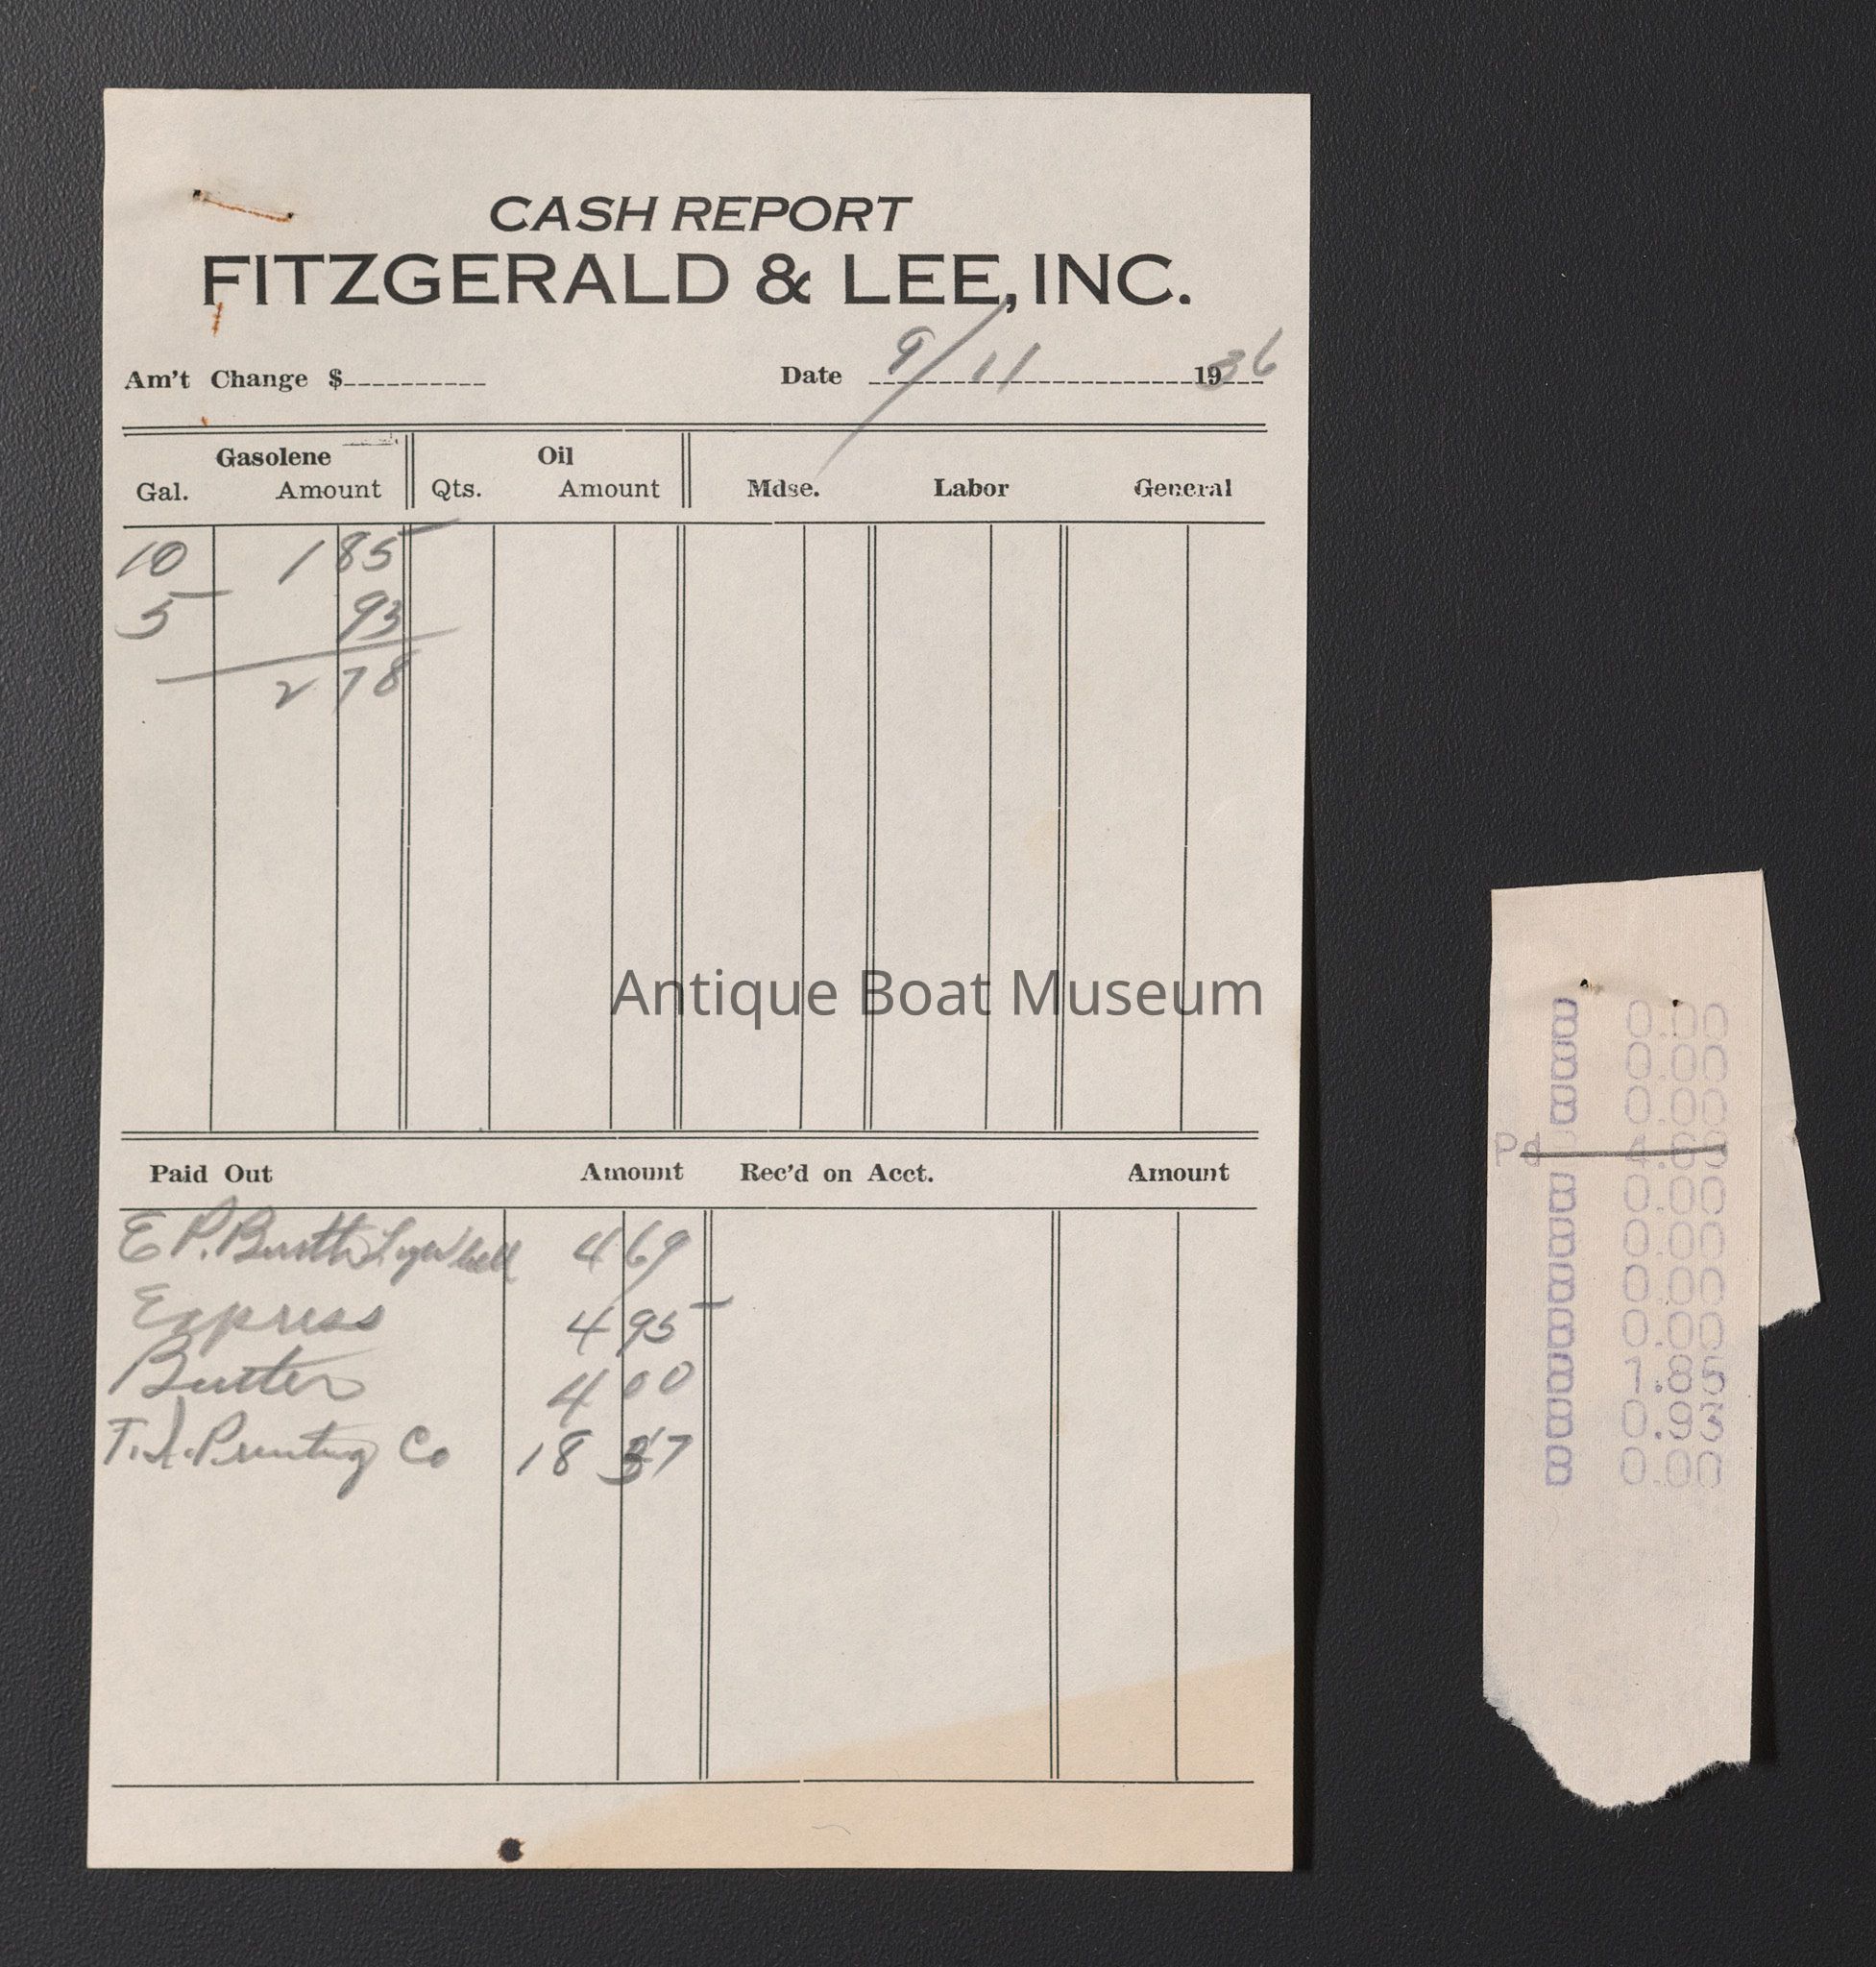 CASH REPORT
FITZGERALD & LEE, INC.
Am't Change $ Date 9/11 1936
Gasolene Oil
Gal. Amount Qts. Amount Mdse. Labor General
10 1 85
5 93
2 78
Antique Boat Museum
Paid Out Amount Rec'd on Acct. Amount
E P. 4 69
Express 4 95
Butter 4 00
T. I. Printing Co 18 37
B 0.00
B 0.00
B 0.00
Pd 4.69
B 0.00
B 0.00
B 0.00
B 0.00
B 1.85
B 0.93
B 0.00